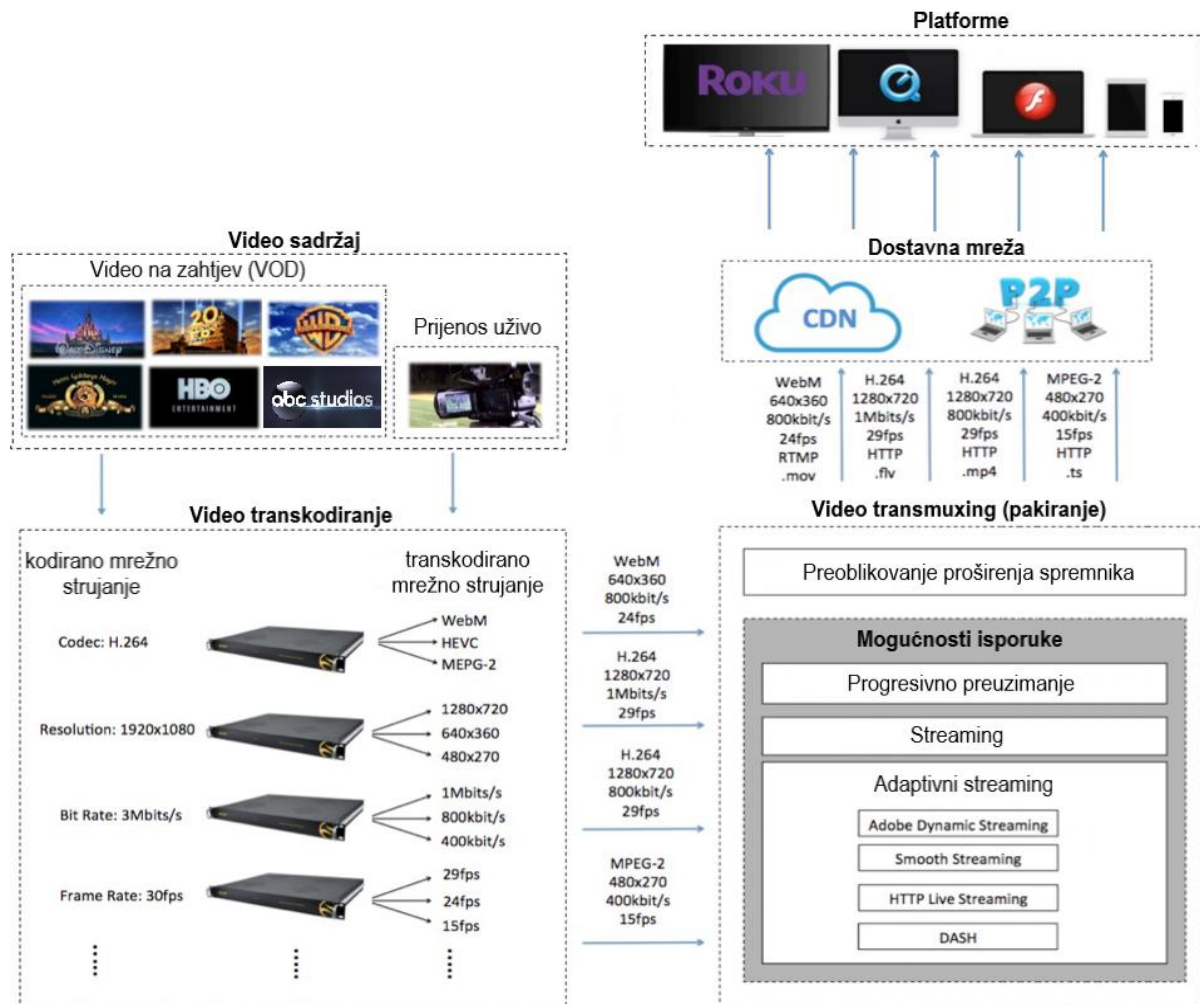 Platforme
ROKU
Dostavna mreža
CDN
P2P
WebM
640x360
800kbit/s
24fps
RTMP
.mov
H.264
1280x720
1Mbits/s
29fps
HTTP
.flv
H.264
1280x720
800kbit/s
29fps
HTTP
.mp4
MPEG-2
480x270
400kbit/s
15fps
HTTP
.ts
Video sadržaj
Video na zahtjev (VOD)
WALT DISNEY
20
WB
HBO
ENTERTAINMENT
abc studios
Prijenos uživo
Video transkodiranje
kodirano mrežno
strujanje
transkodirano
mrežno strujanje
Codec: H.264
WebM
HEVC
MEPG-2
Resolution: 1920x1080
1280x720
640x360
480x270
Bit Rate: 3Mbits/s
1Mbits/s
800kbit/s
400kbit/s
Frame Rate: 30fps
29fps
24fps
15fps
WebM
640x360
800kbit/s
24fps
H.264
1280x720
1Mbits/s
29fps
H.264
1280x720
800kbit/s
29fps
MPEG-2
480x270
400kbit/s
15fps
Video transmuxing (pakiranje)
Preoblikovanje proširenja spremnika
Mogućnosti isporuke
Progresivno preuzimanje
Streaming
Adaptivni streaming
Adobe Dynamic Streaming
Smooth Streaming
HTTP Live Streaming
DASH